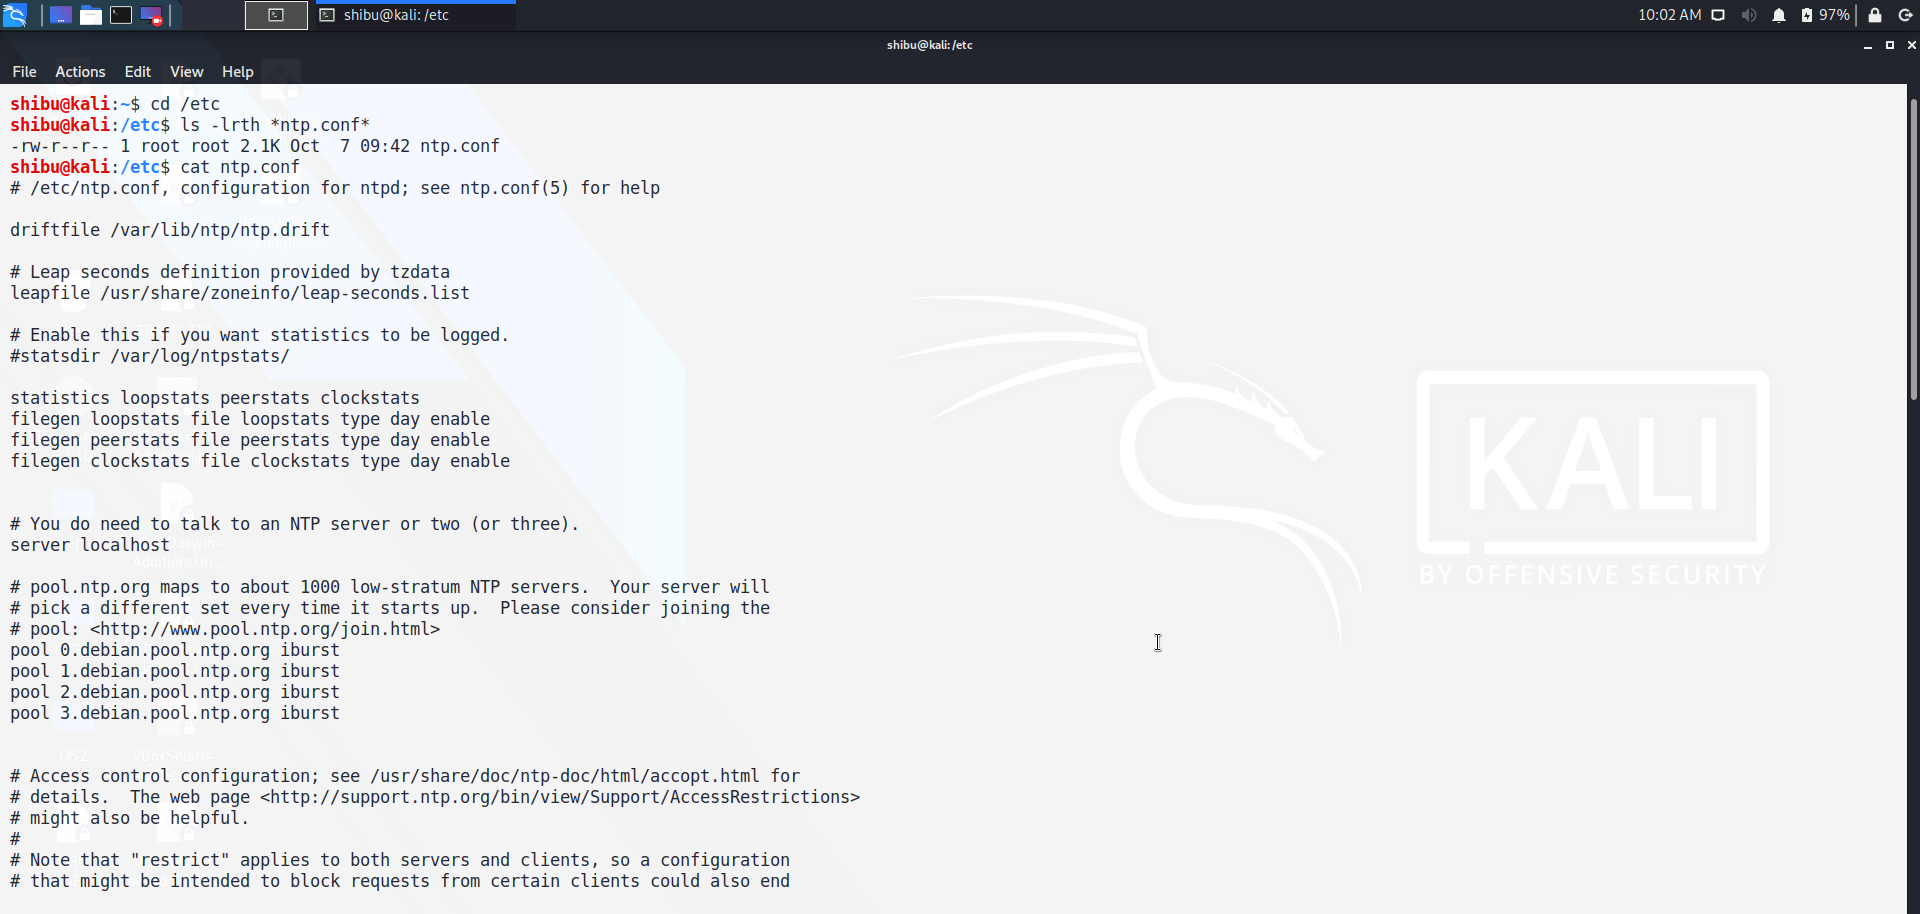 shibu@kali: /etc
10:02 AM
97%
shibu@kali: /etc
File Actions Edit View Help
shibu@kali:~$ cd /etc
shibu@kali:/etc$ ls -lrth *ntp.conf*
-rw-r--r-- 1 root root 2.1K Oct  7 09:42 ntp.conf
shibu@kali:/etc$ cat ntp.conf
# /etc/ntp.conf, configuration for ntpd; see ntp.conf(5) for help
driftfile /var/lib/ntp/ntp.drift
# Leap seconds definition provided by tzdata
leapfile /usr/share/zoneinfo/leap-seconds.list
# Enable this if you want statistics to be logged.
#statsdir /var/log/ntpstats/
statistics loopstats peerstats clockstats
filegen loopstats file loopstats type day enable
filegen peerstats file peerstats type day enable
filegen clockstats file clockstats type day enable
# You do need to talk to an NTP server or two (or three).
server localhost
# pool.ntp.org maps to about 1000 low-stratum NTP servers.  Your server will
# pick a different set every time it starts up.  Please consider joining the
# pool: <http://www.pool.ntp.org/join.html>
pool 0.debian.pool.ntp.org iburst
pool 1.debian.pool.ntp.org iburst
pool 2.debian.pool.ntp.org iburst
pool 3.debian.pool.ntp.org iburst
OS2 VBoxSolaris-
# Access control configuration; see /usr/share/doc/ntp-doc/html/accopt.html for
# details.  The web page <http://support.ntp.org/bin/view/Support/AccessRestrictions>
# might also be helpful.
#
# Note that "restrict" applies to both servers and clients, so a configuration
# that might be intended to block requests from certain clients could also end
KALI
BY OFFENSIVE SECURITY